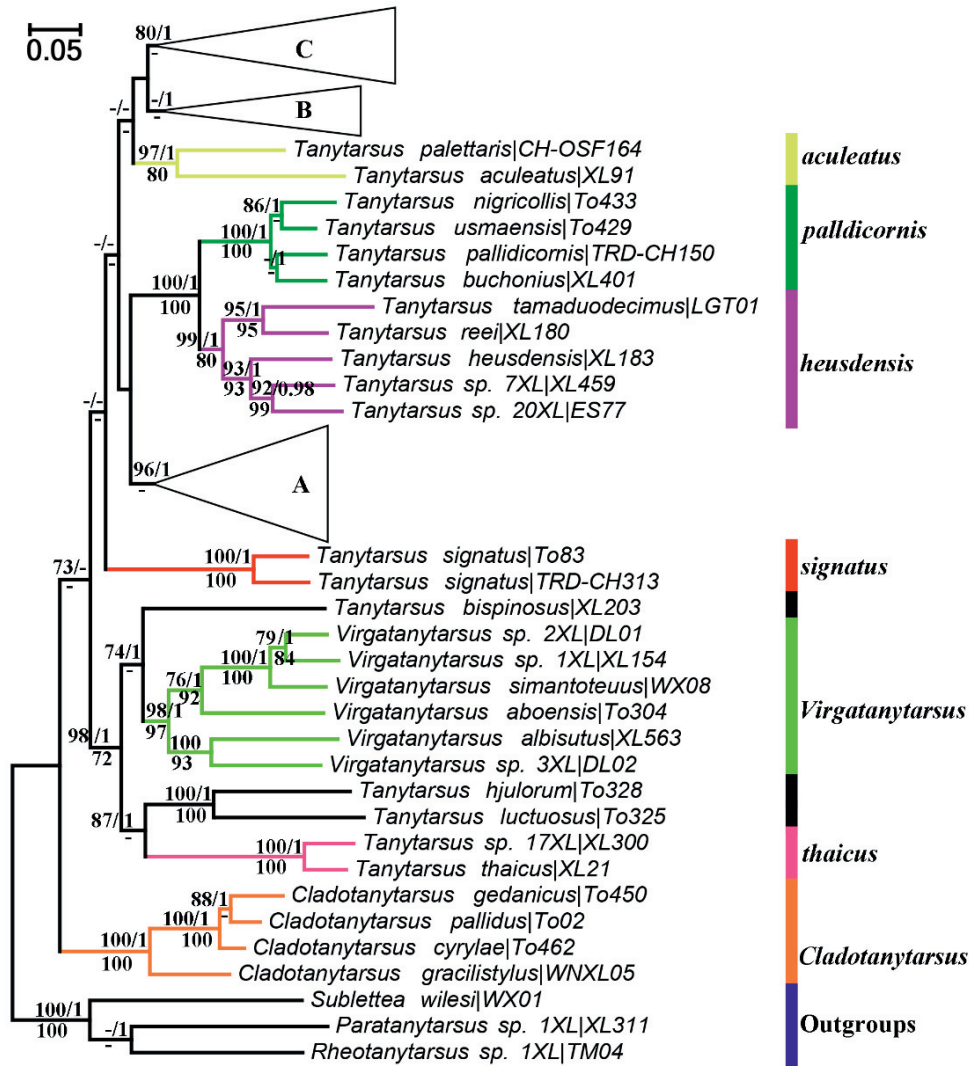 0.05
80/1
-
C
-/1
-
B
-/-
-
97/1
80
Tanytarsus palettaris|CH-OSF164
Tanytarsus aculeatus|XL91
aculeatus
-/-
-
86/1
-
Tanytarsus nigricollis|To433
Tanytarsus usmaensis|To429
100/1
100
-/1
-
Tanytarsus pallidicornis|TRD-CH150
Tanytarsus buchonius|XL401
palldicornis
100/1
100
95/1
95
Tanytarsus tamaduodecimus|LGT01
Tanytarsus reei|XL180
99/1
80
93/1
93
Tanytarsus heusdensis|XL183
92/0.98
99
Tanytarsus sp. 7XL|XL459
Tanytarsus sp. 20XL|ES77
heusdensis
-/-
-
96/1
-
A
73/-
-
100/1
100
Tanytarsus signatus|To83
Tanytarsus signatus|TRD-CH313
signatus
Tanytarsus bispinosus|XL203
74/1
-
79/1
84
Virgatanytarsus sp. 2XL|DL01
Virgatanytarsus sp. 1XL|XL154
100/1
100
Virgatanytarsus simantoteuus|WX08
76/1
92
Virgatanytarsus aboensis|To304
98/1
97
100
93
Virgatanytarsus albisutus|XL563
Virgatanytarsus sp. 3XL|DL02
Virgatanytarsus
98/1
72
100/1
100
Tanytarsus hjulorum|To328
Tanytarsus luctuosus|To325
87/1
-
100/1
100
Tanytarsus sp. 17XL|XL300
Tanytarsus thaicus|XL21
thaicus
88/1
-
Cladotanytarsus gedanicus|To450
Cladotanytarsus pallidus|To02
100/1
100
Cladotanytarsus cyrylae|To462
100/1
100
Cladotanytarsus gracilistylus|WNXL05
Cladotanytarsus
100/1
100
Sublettea wilesi|WX01
-/1
-
Paratanytarsus sp. 1XL|XL311
Rheotanytarsus sp. 1XL|TM04
Outgroups